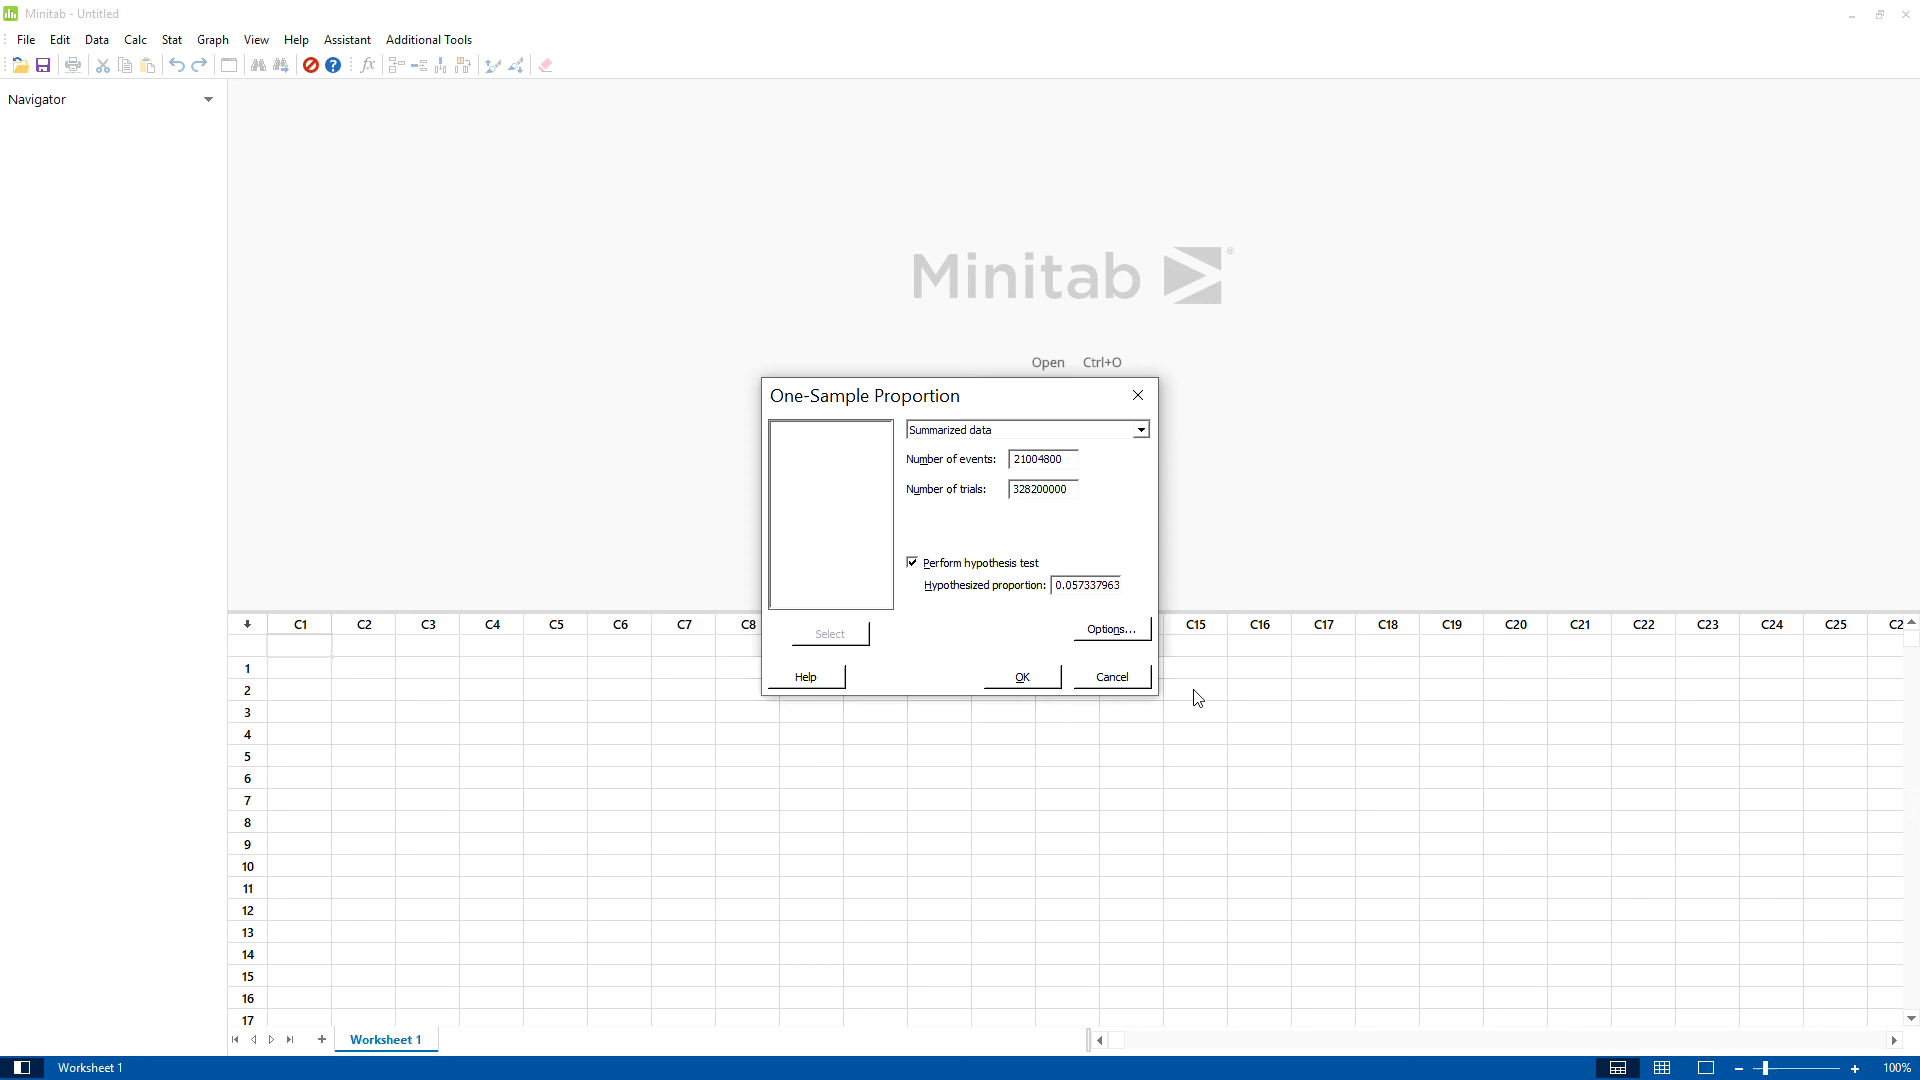 Minitab - Untitled
File Edit Data Calc Stat Graph View Help Assistant Additional Tools
fx
Navigator
Minitab ®
Open Ctrl+O
One-Sample Proportion
Summarized data
Number of events: 21004800
Number of trials: 328200000
Perform hypothesis test
Hypothesized proportion: 0.057337963
Select Options...
Help OK Cancel
C1 C2 C3 C4 C5 C6 C7 C8 C15 C16 C17 C18 C19 C20 C21 C22 C23 C24 C25 C2
1
2
3
4
5
6
7
8
9
10
11
12
13
14
15
16
17
Worksheet 1
Worksheet 1 100%